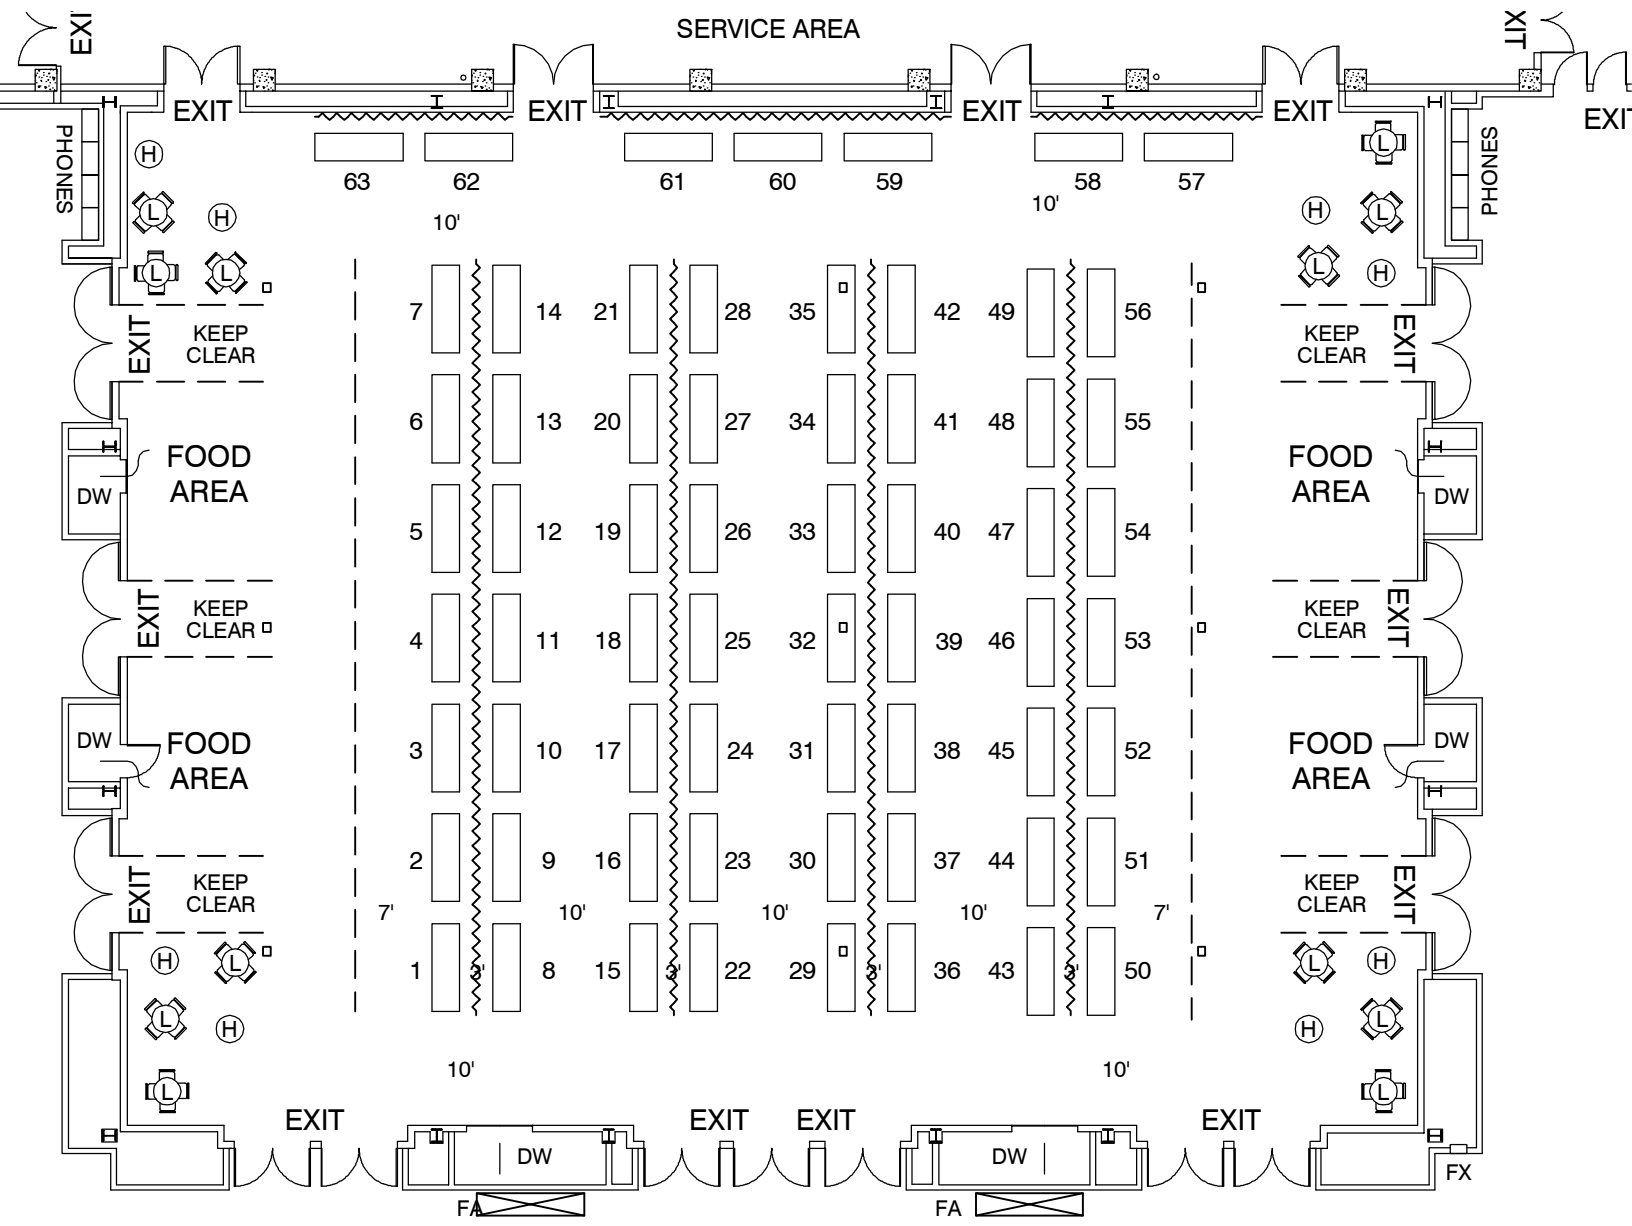 SERVICE AREA
EXI
XIT
EXIT
EXIT
EXIT
EXIT
EXIT
PHONES
PHONES
H
L
63
62
61
60
59
58
57
L
H
10'
10'
H
L
L
L
L
H
7
14
21
28
35
42
49
56
EXIT
KEEP
CLEAR
KEEP
CLEAR
EXIT
6
13
20
27
34
41
48
55
FOOD
AREA
FOOD
AREA
DW
DW
5
12
19
26
33
40
47
54
EXIT
KEEP
CLEAR
KEEP
CLEAR
EXIT
4
11
18
25
32
39
46
53
DW
FOOD
AREA
FOOD
AREA
DW
3
10
17
24
31
38
45
52
2
9
16
23
30
37
44
51
EXIT
KEEP
CLEAR
KEEP
CLEAR
EXIT
7'
10'
10'
10'
7'
H
L
L
H
1
3'
8
15
3'
22
29
3'
36
43
3'
50
L
H
H
L
10'
10'
L
L
EXIT
EXIT
EXIT
EXIT
DW
DW
FX
FA
FA